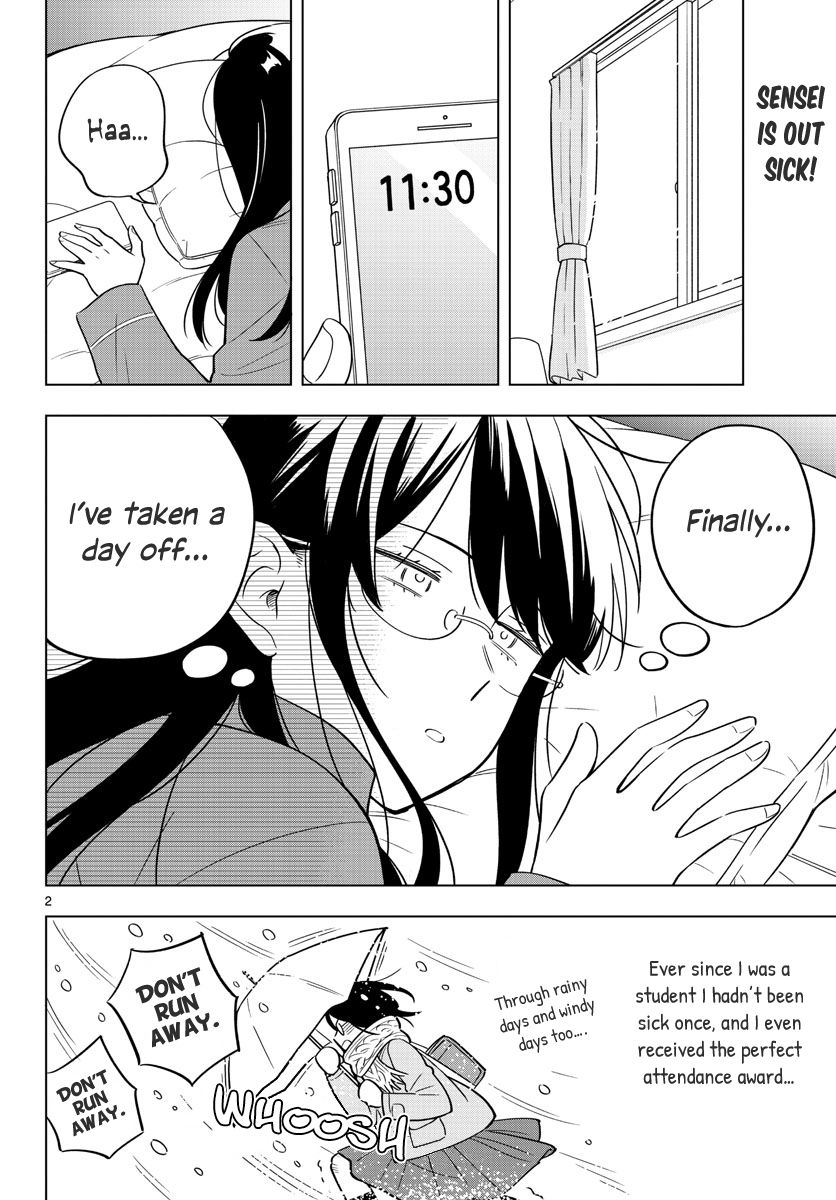 SENSEI
IS OUT
SICK!
11:30
Haa...
Finally...
I've taken a
day off...
2
Ever since I was a
student I hadn't been
sick once, and I even
received the perfect
attendance award...
Through rainy
days and windy
days too....
WHOOSH
DON'T
RUN
AWAY.
DON'T
RUN
AWAY.